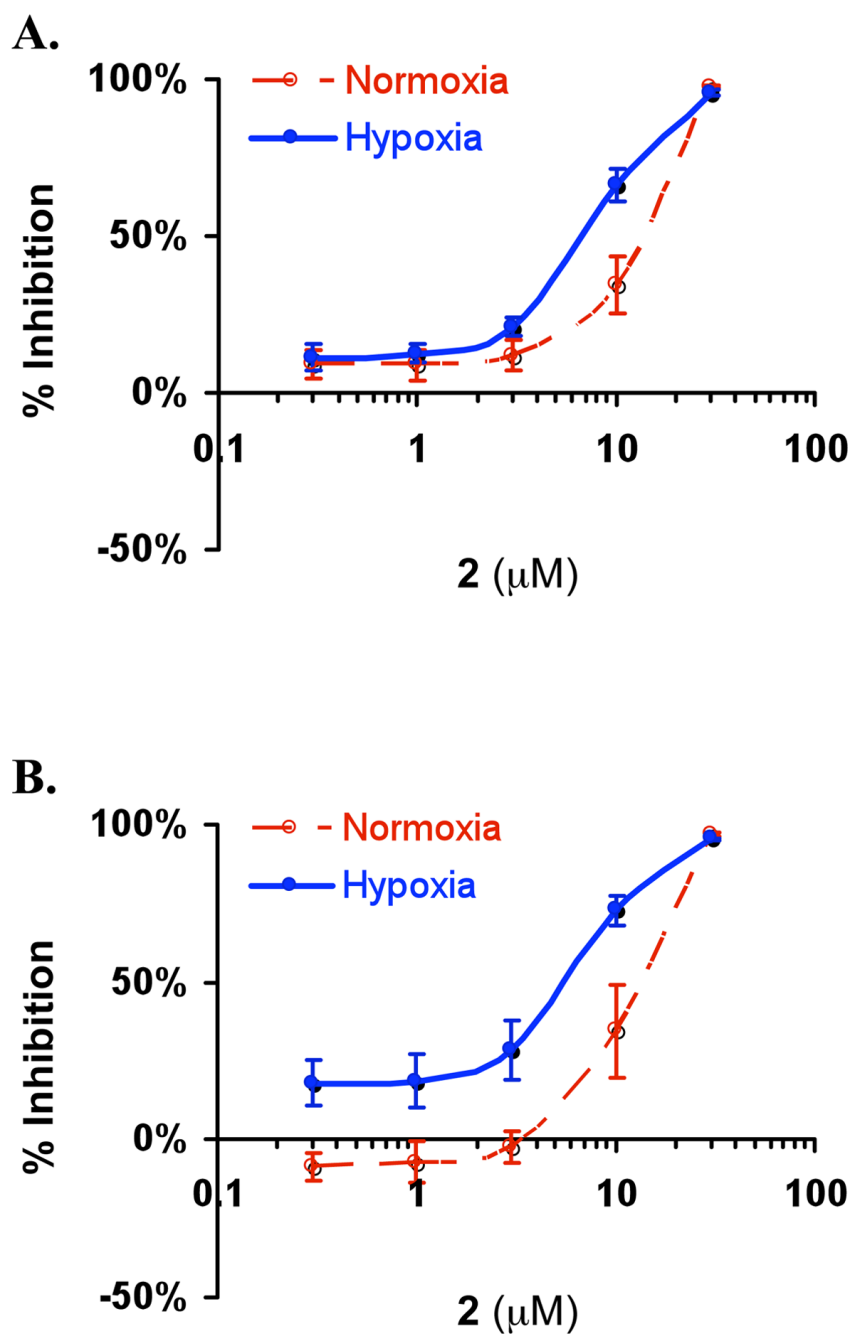 A.
100%
Normoxia
Hypoxia
50%
% Inhibition
0%
0.1 1 10 100
-50%
2 (μM)
B.
100%
Normoxia
Hypoxia
50%
% Inhibition
0%
0.1 1 10 100
-50%
2 (μM)